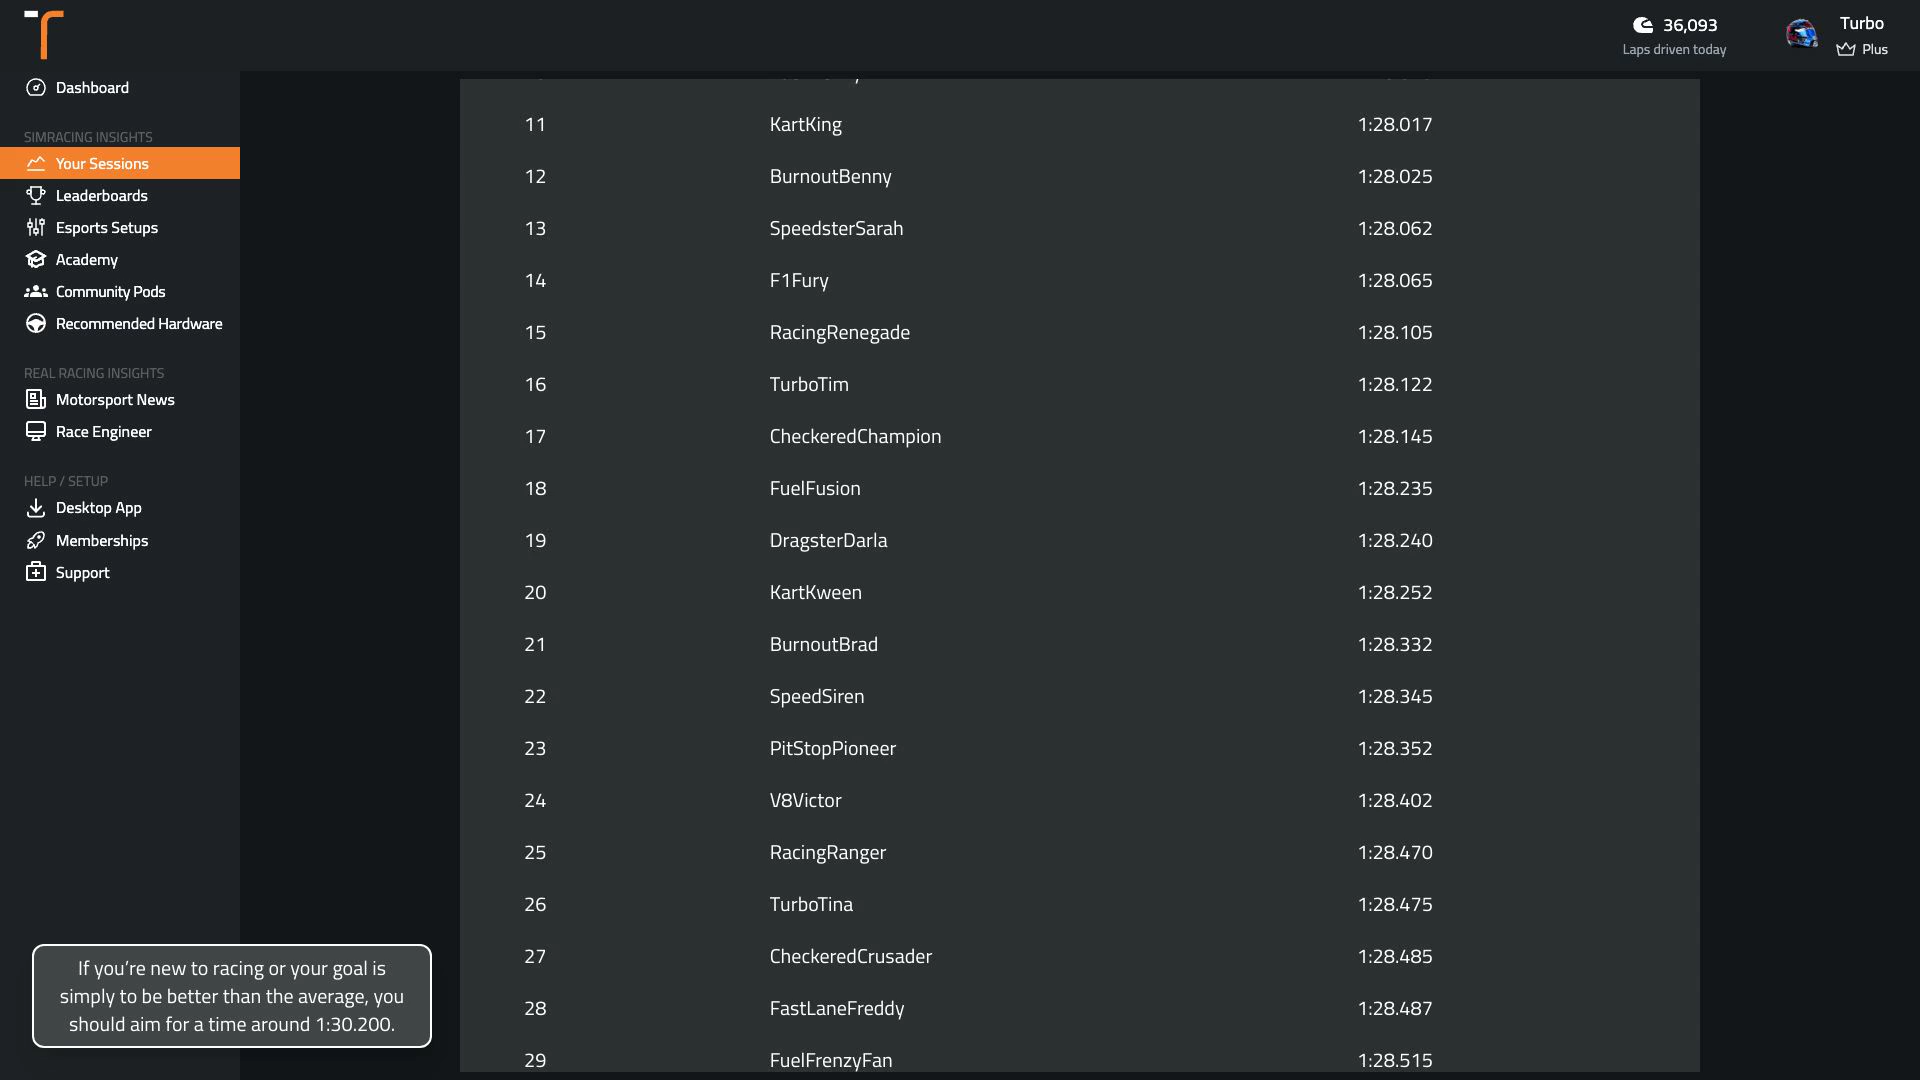 36,093
Laps driven today
Turbo
Plus
Dashboard
SIMRACING INSIGHTS
Your Sessions
Leaderboards
Esports Setups
Academy
Community Pods
Recommended Hardware
REAL RACING INSIGHTS
Motorsport News
Race Engineer
HELP / SETUP
Desktop App
Memberships
Support
11 KartKing 1:28.017
12 BurnoutBenny 1:28.025
13 SpeedsterSarah 1:28.062
14 F1Fury 1:28.065
15 RacingRenegade 1:28.105
16 TurboTim 1:28.122
17 CheckeredChampion 1:28.145
18 FuelFusion 1:28.235
19 DragsterDarla 1:28.240
20 KartKween 1:28.252
21 BurnoutBrad 1:28.332
22 SpeedSiren 1:28.345
23 PitStopPioneer 1:28.352
24 V8Victor 1:28.402
25 RacingRanger 1:28.470
26 TurboTina 1:28.475
27 CheckeredCrusader 1:28.485
28 FastLaneFreddy 1:28.487
29 FuelFrenzyFan 1:28.515
If you’re new to racing or your goal is
simply to be better than the average, you
should aim for a time around 1:30.200.